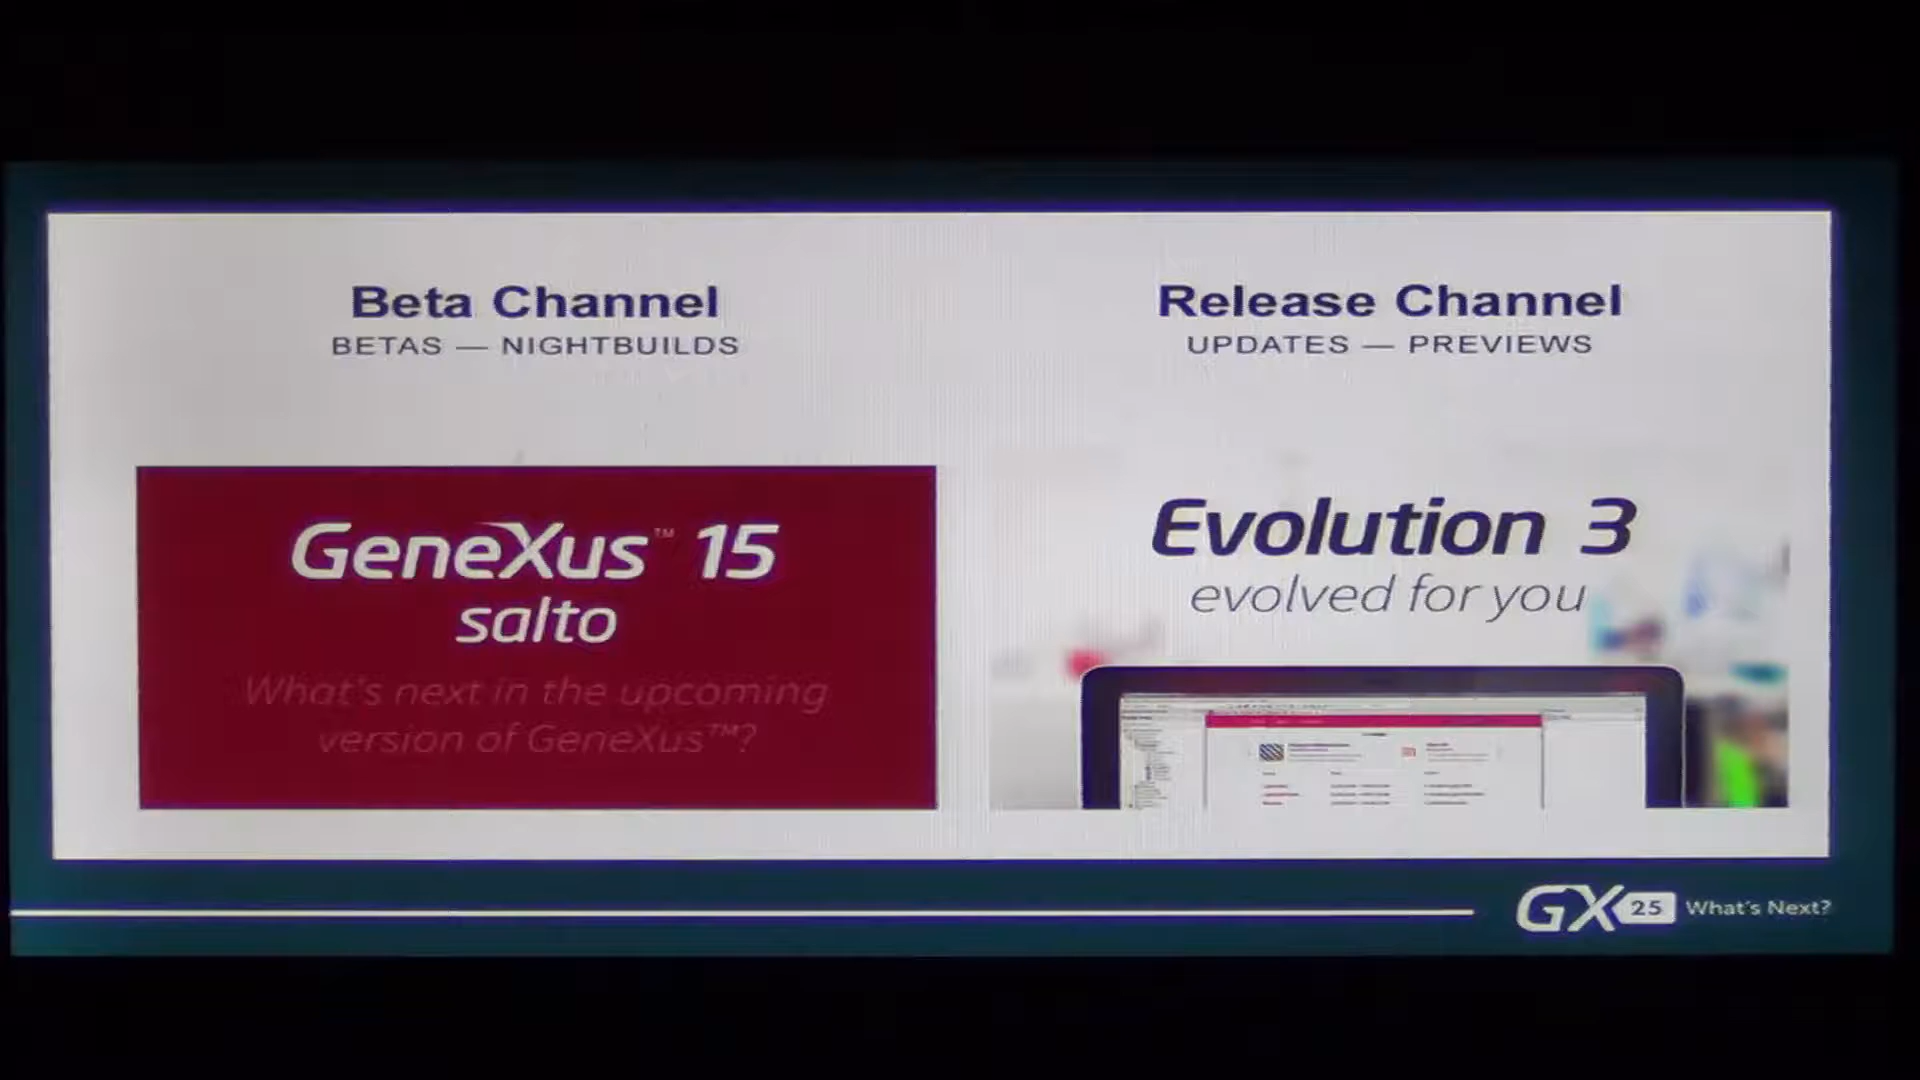 Beta Channel
BETAS — NIGHTBUILDS
GeneXus™ 15
salto
What's next in the upcoming
version of GeneXus™?
Release Channel
UPDATES — PREVIEWS
Evolution 3
evolved for you
GX 25 What's Next?